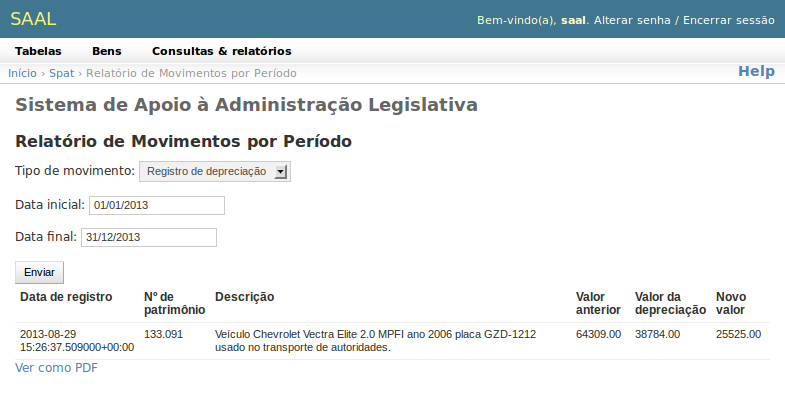 SAAL
Bem-vindo(a), saal. Alterar senha / Encerrar sessão
Tabelas Bens Consultas & relatórios
Início › Spat › Relatório de Movimentos por Período
Help
Sistema de Apoio à Administração Legislativa
Relatório de Movimentos por Período
Tipo de movimento: Registro de depreciação
Data inicial: 01/01/2013
Data final: 31/12/2013
Enviar
Data de registro Nº de patrimônio Descrição Valor anterior Valor da depreciação Novo valor
2013-08-29 15:26:37.509000+00:00 133.091 Veículo Chevrolet Vectra Elite 2.0 MPFI ano 2006 placa GZD-1212 usado no transporte de autoridades. 64309.00 38784.00 25525.00
Ver como PDF